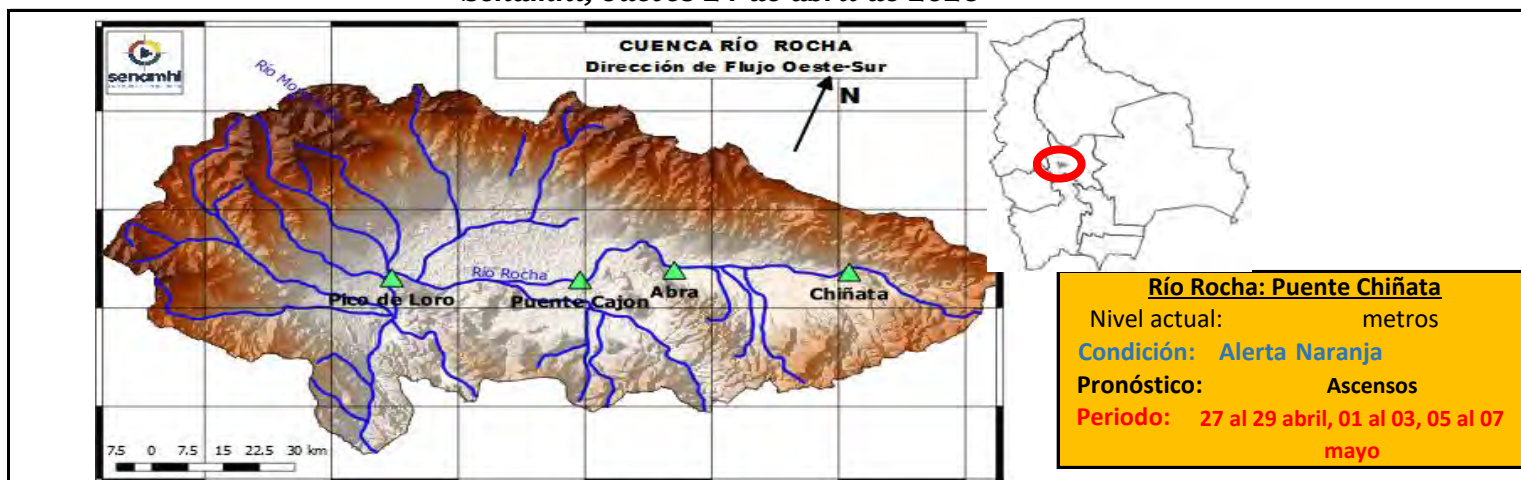 senamhi
CUENCA RÍO ROCHA
Dirección de Flujo Oeste-Sur
N
Río Rocha
Pico de Loro
Puente Cajon
Abra
Chiñata
7.5 0 7.5 15 22.5 30 km
Río Rocha: Puente Chiñata
Nivel actual: metros
Condición: Alerta Naranja
Pronóstico: Ascensos
Periodo: 27 al 29 abril, 01 al 03, 05 al 07
mayo